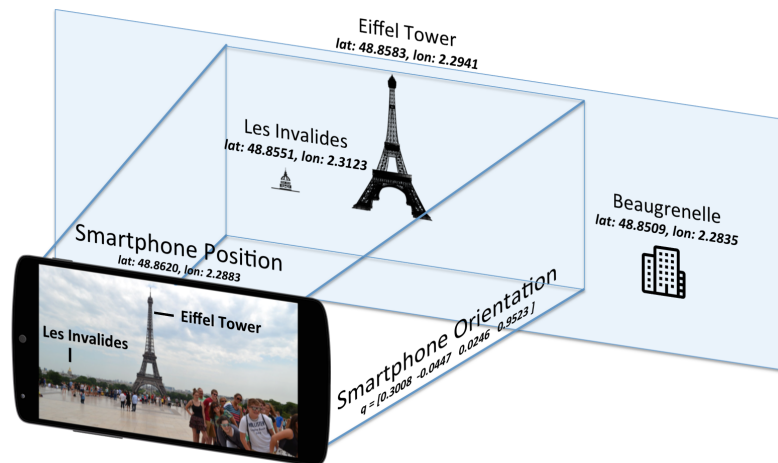 Eiffel Tower
lat: 48.8583, lon: 2.2941
Les Invalides
lat: 48.8551, lon: 2.3123
Beaugrenelle
lat: 48.8509, lon: 2.2835
Smartphone Position
lat: 48.8620, lon: 2.2883
Eiffel Tower
Les Invalides
Smartphone Orientation
q = [0.3008 -0.0447 0.0246 0.9523 ]